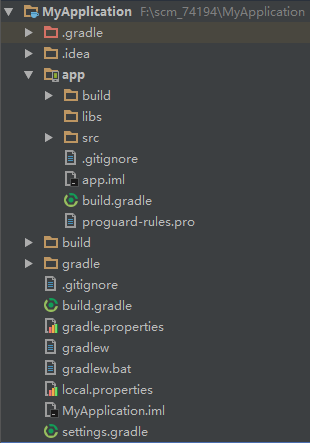 MyApplication F:\scm_74194\MyApplication
.gradle
.idea
app
build
libs
src
.gitignore
app.iml
build.gradle
proguard-rules.pro
build
gradle
.gitignore
build.gradle
gradle.properties
gradlew
gradlew.bat
local.properties
MyApplication.iml
settings.gradle